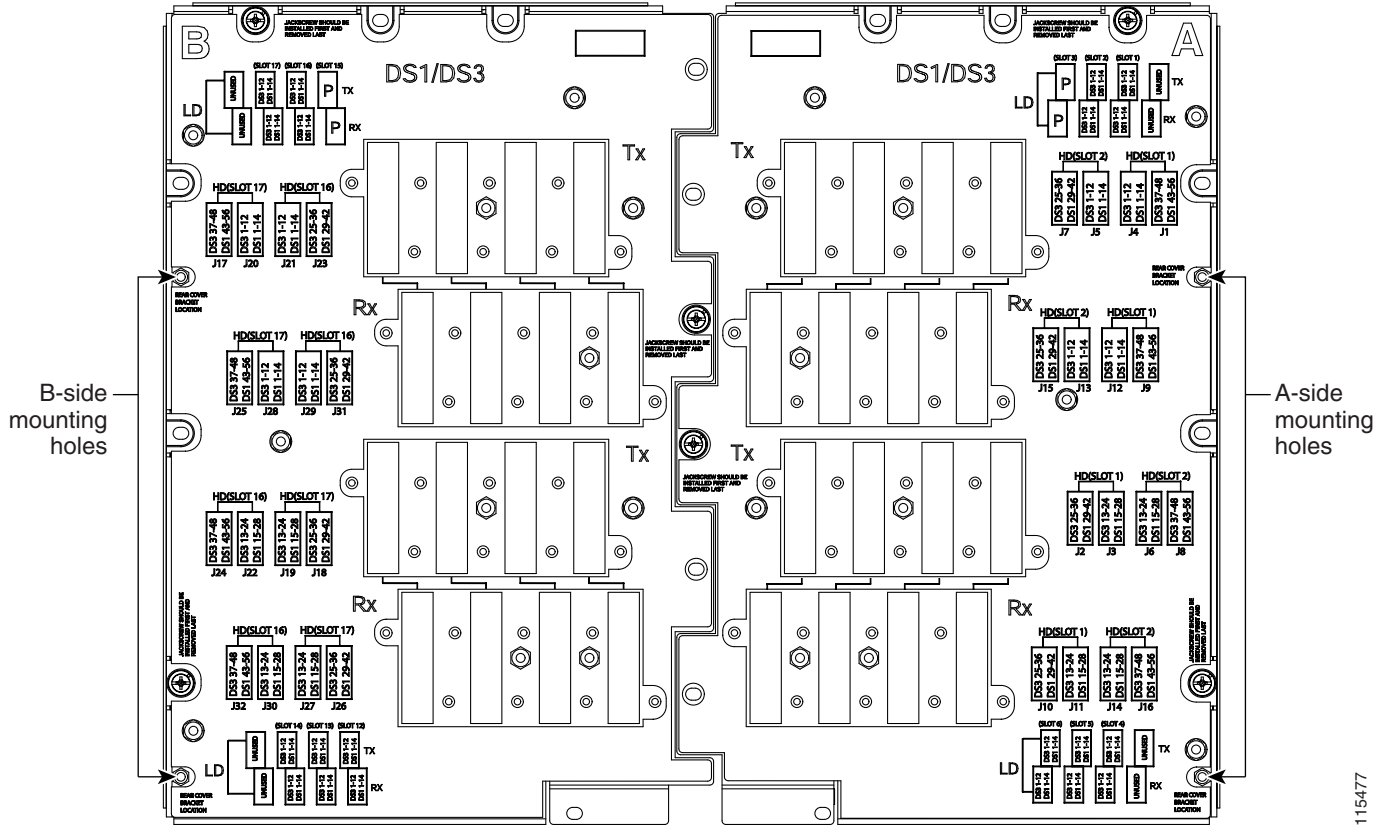 JACKSCREW SHOULD BE
INSTALLED FIRST AND
REMOVED LAST
B
DS1/DS3
(SLOT 17) (SLOT 16) (SLOT 15)
UNUSED
DS3 1-12
DS1 1-14
DS3 1-12
DS1 1-14
P
TX
LD
UNUSED
DS3 1-12
DS1 1-14
DS3 1-12
DS1 1-14
P
RX
Tx
HD(SLOT 17) HD(SLOT 16)
DS3 37-48
DS1 43-56
DS3 1-12
DS1 1-14
DS3 1-12
DS1 1-14
DS3 25-36
DS1 29-42
J17 J20 J21 J23
REAR COVER
BRACKET
LOCATION
Rx
HD(SLOT 17) HD(SLOT 16)
DS3 37-48
DS1 43-56
DS3 1-12
DS1 1-14
DS3 1-12
DS1 1-14
DS3 25-36
DS1 29-42
J25 J28 J29 J31
JACKSCREW SHOULD BE
INSTALLED FIRST AND
REMOVED LAST
B-side
mounting
holes
Tx
HD(SLOT 16) HD(SLOT 17)
DS3 37-48
DS1 43-56
DS3 13-24
DS1 15-28
DS3 13-24
DS1 15-28
DS3 25-36
DS1 29-42
J24 J22 J19 J18
JACKSCREW SHOULD BE
INSTALLED FIRST AND
REMOVED LAST
Rx
HD(SLOT 16) HD(SLOT 17)
DS3 37-48
DS1 43-56
DS3 13-24
DS1 15-28
DS3 13-24
DS1 15-28
DS3 25-36
DS1 29-42
J32 J30 J27 J26
(SLOT 14) (SLOT 13) (SLOT 12)
UNUSED
DS3 1-12
DS1 1-14
DS3 1-12
DS1 1-14
DS3 1-12
DS1 1-14
TX
LD
UNUSED
DS3 1-12
DS1 1-14
DS3 1-12
DS1 1-14
DS3 1-12
DS1 1-14
RX
REAR COVER
BRACKET
LOCATION
JACKSCREW SHOULD BE
INSTALLED FIRST AND
REMOVED LAST
A
DS1/DS3
(SLOT 3) (SLOT 2) (SLOT 1)
P
DS3 1-12
DS1 1-14
DS3 1-12
DS1 1-14
UNUSED
TX
LD
P
DS3 1-12
DS1 1-14
DS3 1-12
DS1 1-14
UNUSED
RX
Tx
HD(SLOT 2) HD(SLOT 1)
DS3 25-36
DS1 29-42
DS3 1-12
DS1 1-14
DS3 1-12
DS1 1-14
DS3 37-48
DS1 43-56
J7 J5 J4 J1
REAR COVER
BRACKET
LOCATION
Rx
HD(SLOT 2) HD(SLOT 1)
DS3 25-36
DS1 29-42
DS3 1-12
DS1 1-14
DS3 1-12
DS1 1-14
DS3 37-48
DS1 43-56
J15 J13 J12 J9
A-side
mounting
holes
Tx
JACKSCREW SHOULD BE
INSTALLED FIRST AND
REMOVED LAST
HD(SLOT 1) HD(SLOT 2)
DS3 25-36
DS1 29-42
DS3 13-24
DS1 15-28
DS3 13-24
DS1 15-28
DS3 37-48
DS1 43-56
J2 J3 J6 J8
Rx
JACKSCREW SHOULD BE
INSTALLED FIRST AND
REMOVED LAST
HD(SLOT 1) HD(SLOT 2)
DS3 25-36
DS1 29-42
DS3 13-24
DS1 15-28
DS3 13-24
DS1 15-28
DS3 37-48
DS1 43-56
J10 J11 J14 J16
(SLOT 6) (SLOT 5) (SLOT 4)
DS3 1-12
DS1 1-14
DS3 1-12
DS1 1-14
DS3 1-12
DS1 1-14
UNUSED
TX
LD
DS3 1-12
DS1 1-14
DS3 1-12
DS1 1-14
DS3 1-12
DS1 1-14
UNUSED
RX
REAR COVER
BRACKET
LOCATION
115477